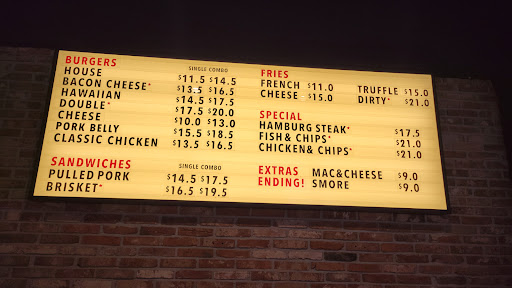 BURGERS SINGLE COMBO
HOUSE $11.5 $14.5
BACON CHEESE* $13.5 $16.5
HAWAIIAN $14.5 $17.5
DOUBLE* $17.5 $20.0
CHEESE $10.0 $13.0
PORK BELLY $15.5 $18.5
CLASSIC CHICKEN $13.5 $16.5
SANDWICHES SINGLE COMBO
PULLED PORK $14.5 $17.5
BRISKET* $16.5 $19.5
FRIES
FRENCH $11.0 TRUFFLE $15.0
CHEESE $15.0 DIRTY* $21.0
SPECIAL
HAMBURG STEAK* $17.5
FISH & CHIPS* $21.0
CHICKEN & CHIPS* $21.0
EXTRAS MAC&CHEESE $9.0
ENDING! SMORE $9.0